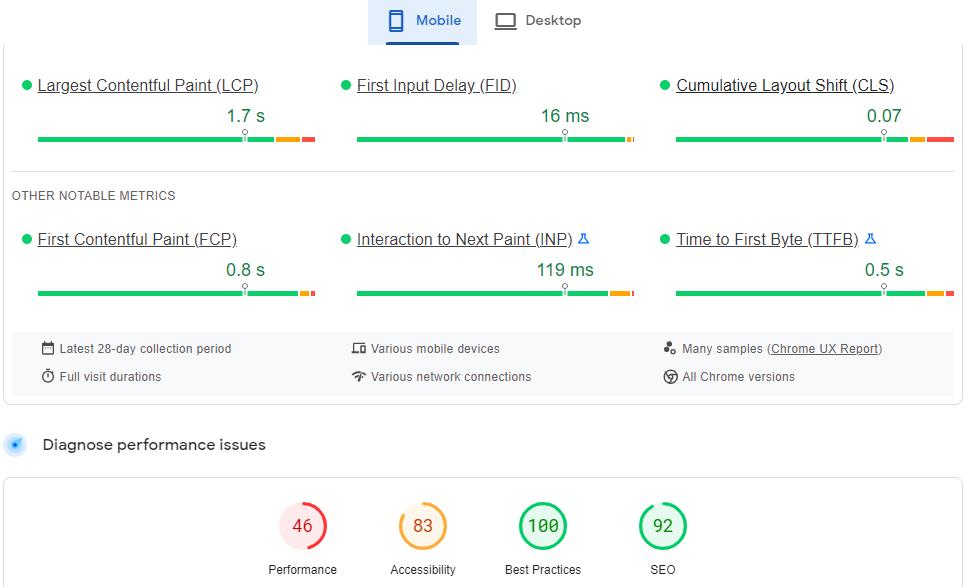 Mobile Desktop
Largest Contentful Paint (LCP) First Input Delay (FID) Cumulative Layout Shift (CLS)
1.7 s 16 ms 0.07
OTHER NOTABLE METRICS
First Contentful Paint (FCP) Interaction to Next Paint (INP) Time to First Byte (TTFB)
0.8 s 119 ms 0.5 s
Latest 28-day collection period Various mobile devices Many samples (Chrome UX Report)
Full visit durations Various network connections All Chrome versions
Diagnose performance issues
46 83 100 92
Performance Accessibility Best Practices SEO